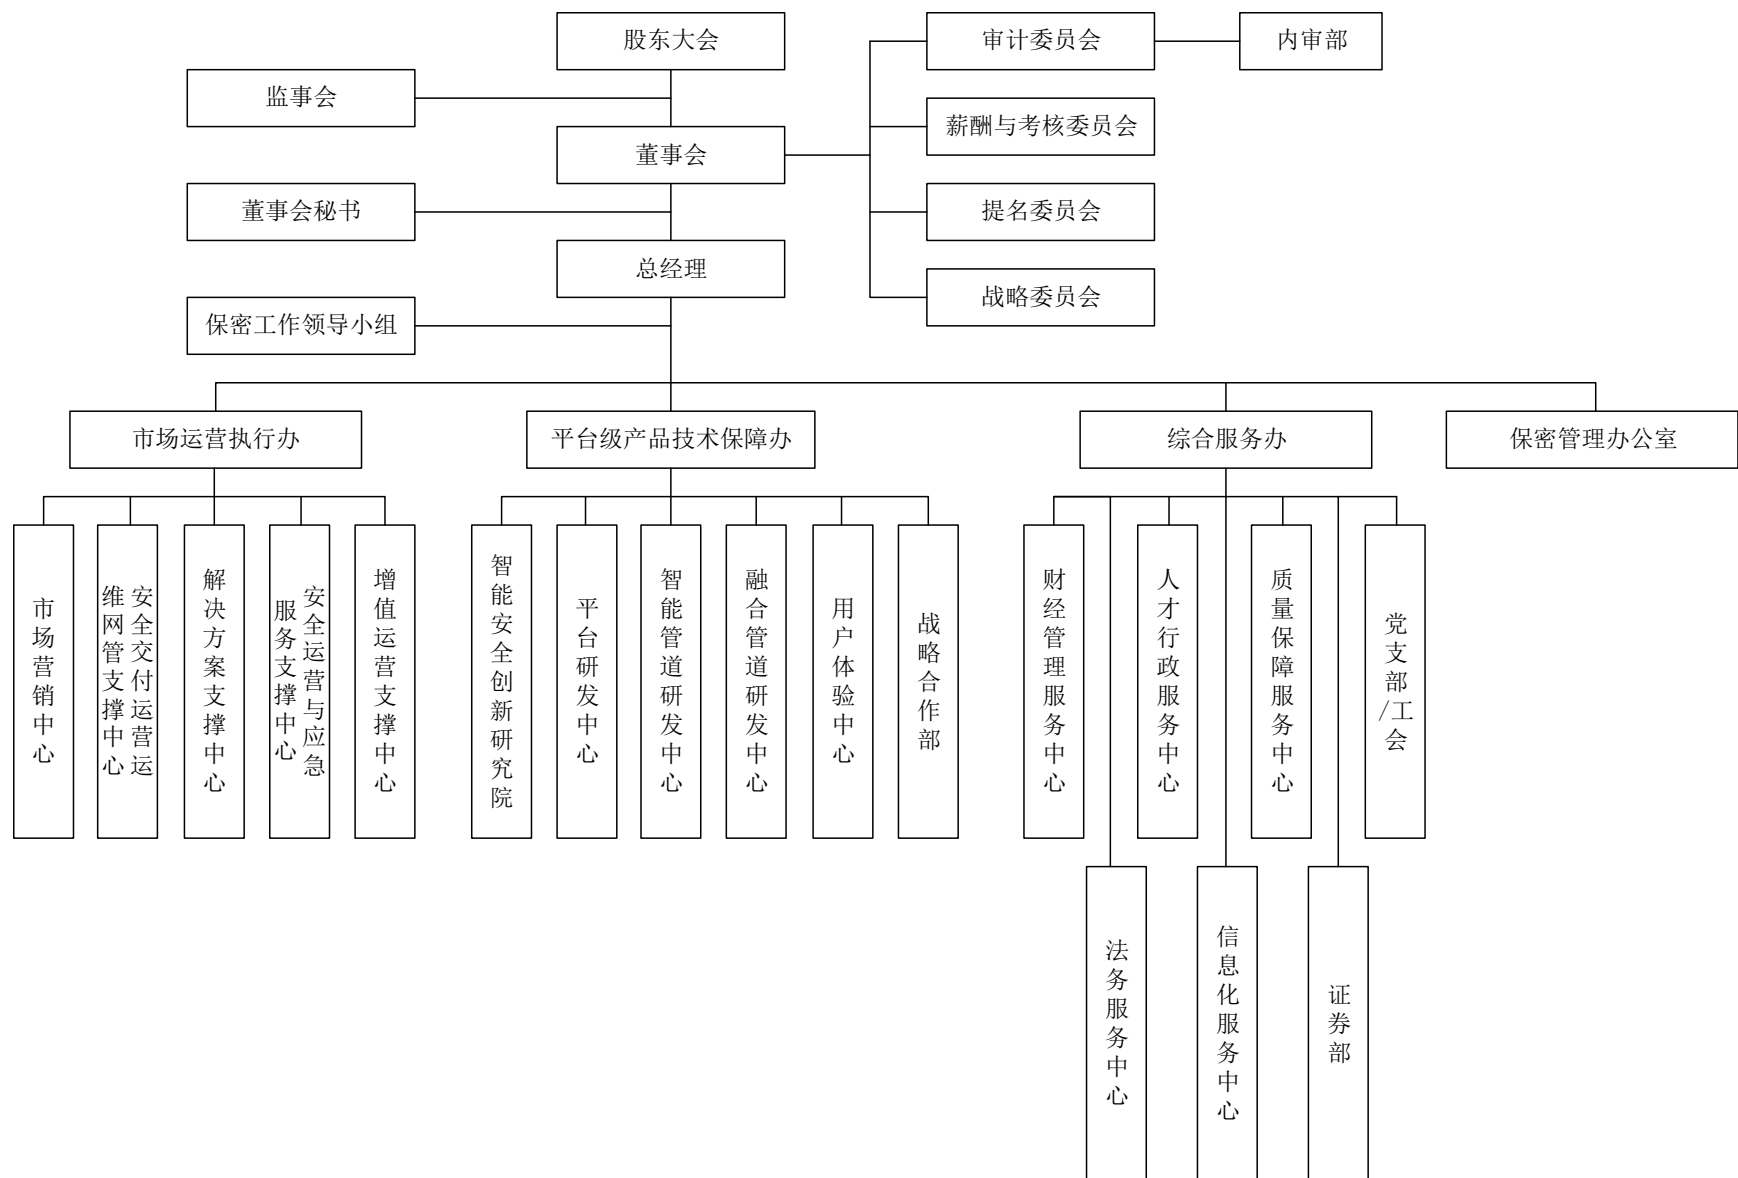 股东大会
审计委员会
内审部
监事会
薪酬与考核委员会
董事会
董事会秘书
提名委员会
总经理
战略委员会
保密工作领导小组
市场运营执行办
平台级产品技术保障办
综合服务办
保密管理办公室
市场营销中心
安全交付运营运
维网管支撑中心
解决方案支撑中心
安全运营与应急
服务支撑中心
增值运营支撑中心
智能安全创新研究院
平台研发中心
智能管道研发中心
融合管道研发中心
用户体验中心
战略合作部
财经管理服务中心
人才行政服务中心
质量保障服务中心
党支部/工会
法务服务中心
信息化服务中心
证券部